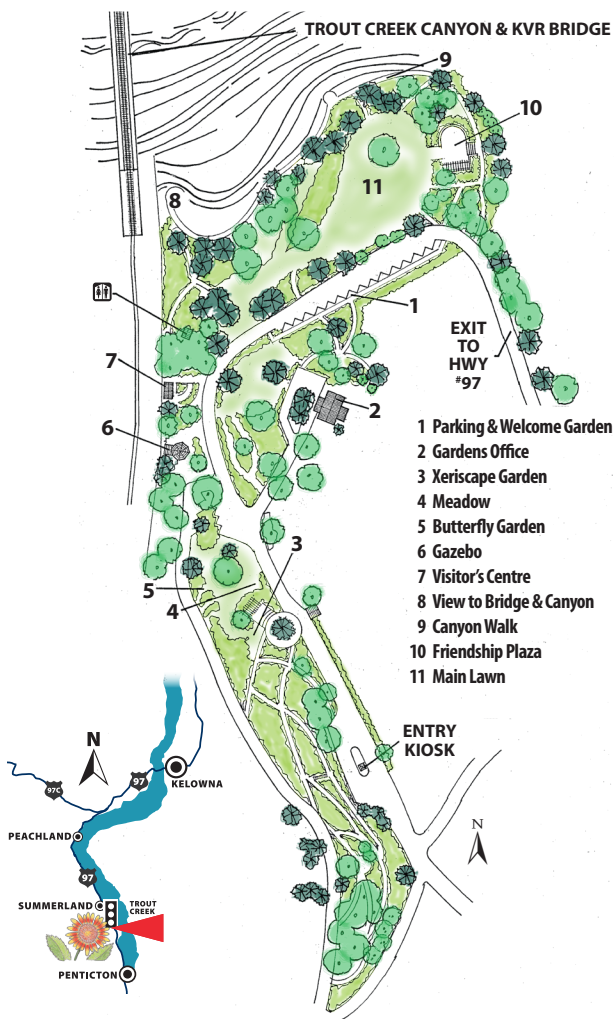 TROUT CREEK CANYON & KVR BRIDGE
9
10
11
8
1
EXIT
TO
HWY
#97
7
2
6
1 Parking & Welcome Garden
2 Gardens Office
3 Xeriscape Garden
4 Meadow
5 Butterfly Garden
6 Gazebo
7 Visitor's Centre
8 View to Bridge & Canyon
9 Canyon Walk
10 Friendship Plaza
11 Main Lawn
3
5
4
ENTRY
KIOSK
N
N
97
97C
KELOWNA
PEACHLAND
97
SUMMERLAND
TROUT
CREEK
PENTICTON